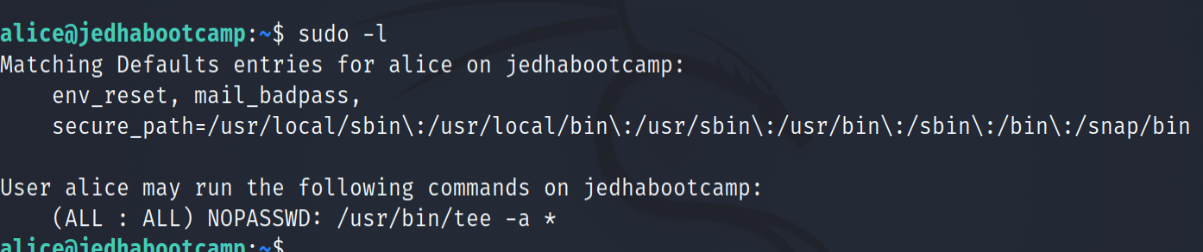 alice@jedhabootcamp:~$ sudo -l
Matching Defaults entries for alice on jedhabootcamp:
    env_reset, mail_badpass,
    secure_path=/usr/local/sbin\:/usr/local/bin\:/usr/sbin\:/usr/bin\:/sbin\:/bin\:/snap/bin

User alice may run the following commands on jedhabootcamp:
    (ALL : ALL) NOPASSWD: /usr/bin/tee -a *
alice@jedhabootcamp:~$